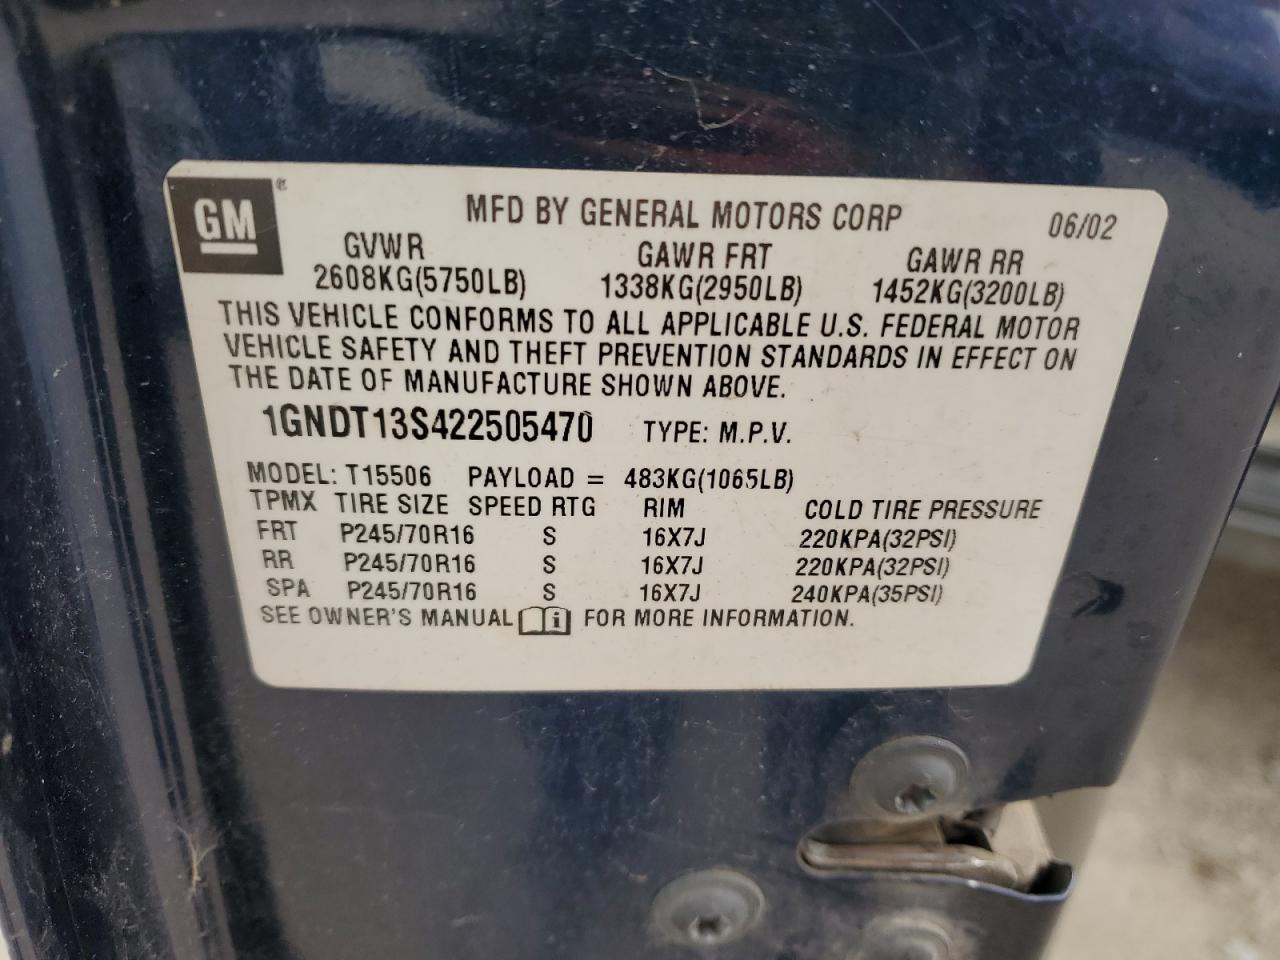 GM® MFD BY GENERAL MOTORS CORP 06/02
GVWR GAWR FRT GAWR RR
2608KG(5750LB) 1338KG(2950LB) 1452KG(3200LB)
THIS VEHICLE CONFORMS TO ALL APPLICABLE U.S. FEDERAL MOTOR
VEHICLE SAFETY AND THEFT PREVENTION STANDARDS IN EFFECT ON
THE DATE OF MANUFACTURE SHOWN ABOVE.
1GNDT13S422505470 TYPE: M.P.V.
MODEL: T15506 PAYLOAD = 483KG(1065LB)
TPMX TIRE SIZE SPEED RTG RIM COLD TIRE PRESSURE
FRT P245/70R16 S 16X7J 220KPA(32PSI)
RR P245/70R16 S 16X7J 220KPA(32PSI)
SPA P245/70R16 S 16X7J 240KPA(35PSI)
SEE OWNER'S MANUAL i FOR MORE INFORMATION.